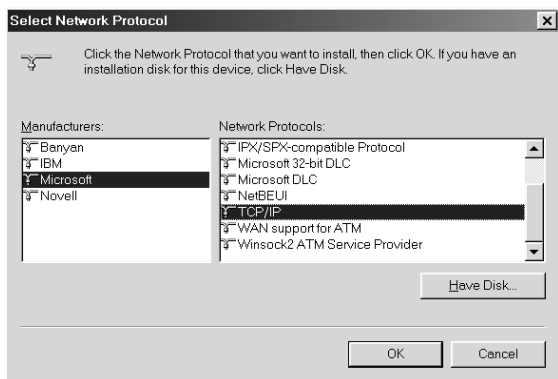 Select Network Protocol
Click the Network Protocol that you want to install, then click OK. If you have an
installation disk for this device, click Have Disk.
Manufacturers:
Banyan
IBM
Microsoft
Novell
Network Protocols:
IPX/SPX-compatible Protocol
Microsoft 32-bit DLC
Microsoft DLC
NetBEUI
TCP/IP
WAN support for ATM
Winsock2 ATM Service Provider
Have Disk...
OK
Cancel